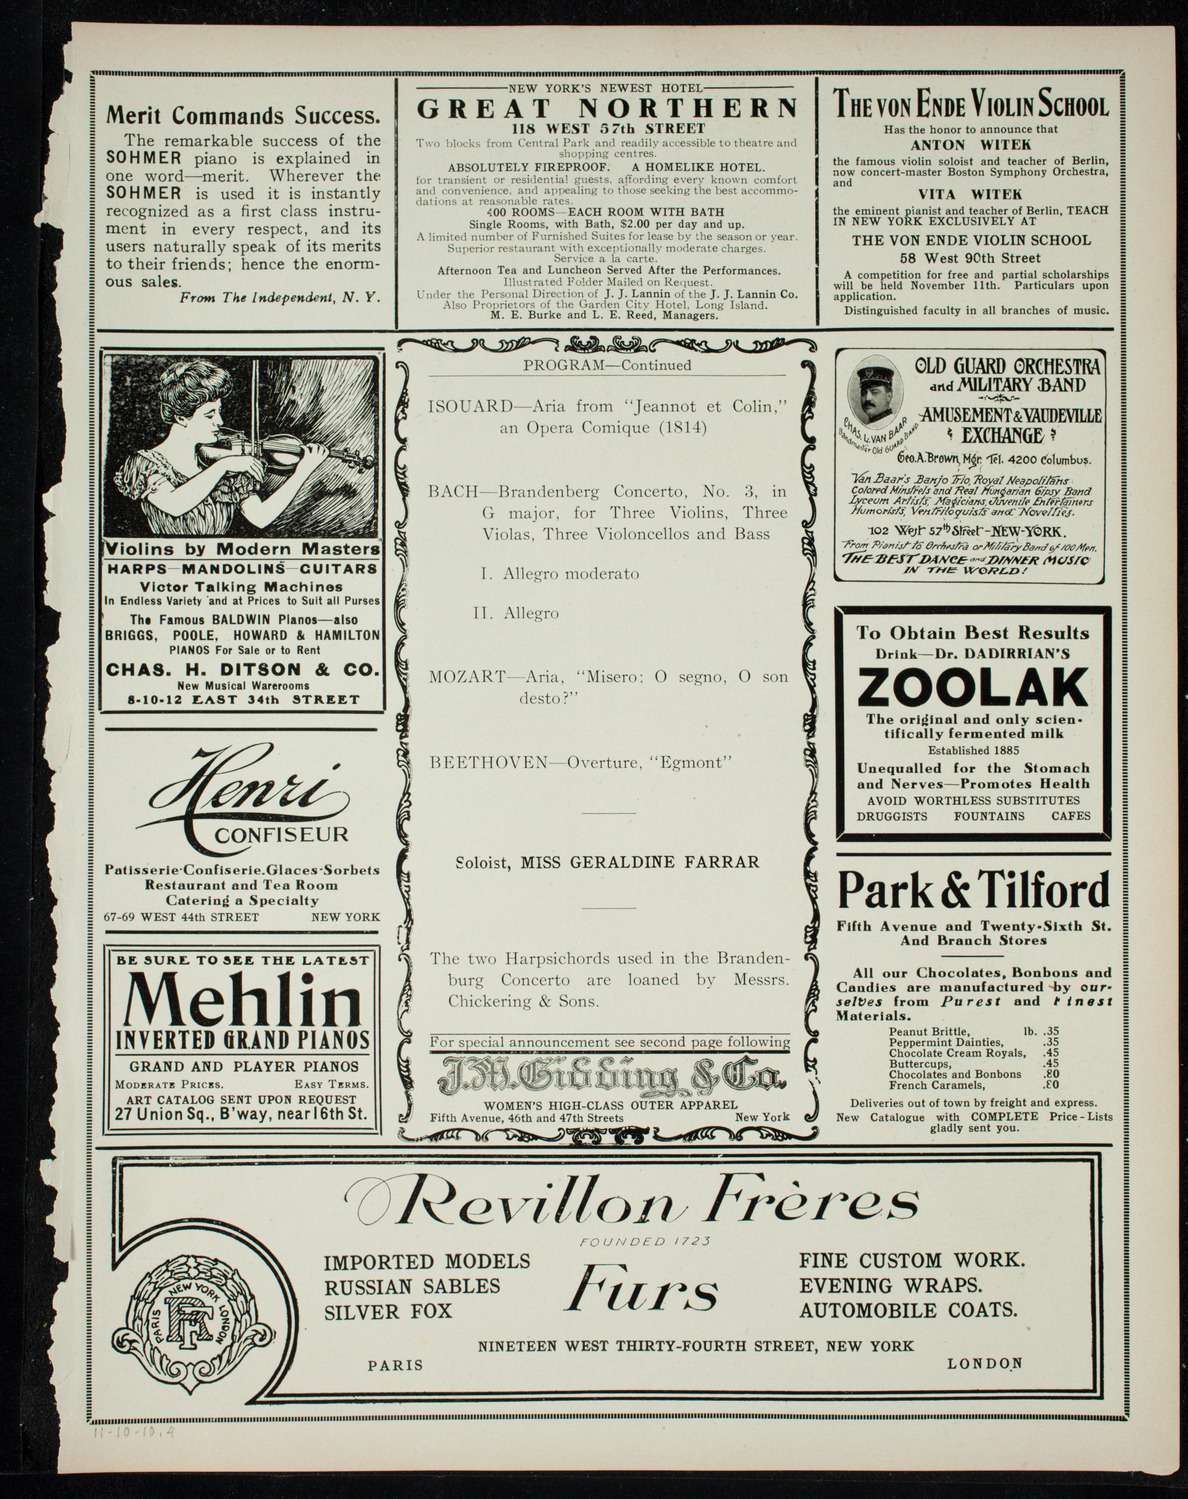 Merit Commands Success.
The remarkable success of the
SOHMER piano is explained in
one word—merit. Wherever the
SOHMER is used it is instantly
recognized as a first class instru-
ment in every respect, and its
users naturally speak of its merits
to their friends; hence the enorm-
ous sales.
From The Independent, N. Y.
NEW YORK'S NEWEST HOTEL
GREAT NORTHERN
118 WEST 57th STREET
Two blocks from Central Park and readily accessible to theatre and
shopping centres.
ABSOLUTELY FIREPROOF. A HOMELIKE HOTEL.
for transient or residential guests, affording every known comfort
and convenience, and appealing to those seeking the best accommo-
dations at reasonable rates.
400 ROOMS—EACH ROOM WITH BATH
Single Rooms, with Bath, $2.00 per day and up.
A limited number of Furnished Suites for lease by the season or year.
Superior restaurant with exceptionally moderate charges.
Service a la carte.
Afternoon Tea and Luncheon Served After the Performances.
Illustrated Folder Mailed on Request.
Under the Personal Direction of J. J. Lannin of the J. J. Lannin Co.
Also Proprietors of the Garden City Hotel, Long Island.
M. E. Burke and L. E. Reed, Managers.
THE VON ENDE VIOLIN SCHOOL
Has the honor to announce that
ANTON WITEK
the famous violin soloist and teacher of Berlin,
now concert-master Boston Symphony Orchestra,
and
VITA WITEK
the eminent pianist and teacher of Berlin, TEACH
IN NEW YORK EXCLUSIVELY AT
THE VON ENDE VIOLIN SCHOOL
58 West 90th Street
A competition for free and partial scholarships
will be held November 11th. Particulars upon
application.
Distinguished faculty in all branches of music.
Violins by Modern Masters
HARPS—MANDOLINS—GUITARS
Victor Talking Machines
In Endless Variety and at Prices to Suit all Purses
The Famous BALDWIN Pianos—also
BRIGGS, POOLE, HOWARD & HAMILTON
PIANOS For Sale or to Rent
CHAS. H. DITSON & CO.
New Musical Warerooms
8-10-12 EAST 34th STREET
Henri
CONFISEUR
Patisserie-Confiserie.Glaces-Sorbets
Restaurant and Tea Room
Catering a Specialty
67-69 WEST 44th STREET NEW YORK
BE SURE TO SEE THE LATEST
Mehlin
INVERTED GRAND PIANOS
GRAND AND PLAYER PIANOS
MODERATE PRICES. EASY TERMS.
ART CATALOG SENT UPON REQUEST
27 Union Sq., B'way, near 16th St.
PROGRAM—Continued
ISOUARD—Aria from "Jeannot et Colin,"
an Opera Comique (1814)
BACH—Brandenberg Concerto, No. 3, in
G major, for Three Violins, Three
Violas, Three Violoncellos and Bass
I. Allegro moderato
II. Allegro
MOZART—Aria, "Misero: O segno, O son
desto?"
BEETHOVEN—Overture, "Egmont"
Soloist, MISS GERALDINE FARRAR
The two Harpsichords used in the Branden-
burg Concerto are loaned by Messrs.
Chickering & Sons.
For special announcement see second page following
J.M.Gidding & Co.
WOMEN'S HIGH-CLASS OUTER APPAREL
Fifth Avenue, 46th and 47th Streets New York
OLD GUARD ORCHESTRA
and MILITARY BAND
AMUSEMENT & VAUDEVILLE
EXCHANGE
CHAS. L. VAN BAAR
Bandmaster Old Guard Band
Geo. A. Brown, Mgr. Tel. 4200 Columbus.
Van Baar's Banjo Trio, Royal Neapolitans
Colored Minstrels and Real Hungarian Gipsy Band
Lyceum Artists, Magicians, Juvenile Entertainers
Humorists, Ventriloquists and Novelties.
102 West 57th Street-NEW-YORK.
"From Pianist to Orchestra or Military Band of 100 Men.
THE BEST DANCE and DINNER MUSIC
IN THE WORLD!
To Obtain Best Results
Drink—Dr. DADIRRIAN'S
ZOOLAK
The original and only scien-
tifically fermented milk
Established 1885
Unequalled for the Stomach
and Nerves—Promotes Health
AVOID WORTHLESS SUBSTITUTES
DRUGGISTS FOUNTAINS CAFES
Park & Tilford
Fifth Avenue and Twenty-Sixth St.
And Branch Stores
All our Chocolates, Bonbons and
Candies are manufactured by our-
selves from Purest and Finest
Materials.
Peanut Brittle, lb. .35
Peppermint Dainties, .35
Chocolate Cream Royals, .45
Buttercups, .45
Chocolates and Bonbons .80
French Caramels, .80
Deliveries out of town by freight and express.
New Catalogue with COMPLETE Price-Lists
gladly sent you.
Revillon Frères
FOUNDED 1723
IMPORTED MODELS
RUSSIAN SABLES
SILVER FOX
Furs
FINE CUSTOM WORK.
EVENING WRAPS.
AUTOMOBILE COATS.
NINETEEN WEST THIRTY-FOURTH STREET, NEW YORK
PARIS LONDON
PARIS NEW YORK LONDON
RF
11-10-10.4